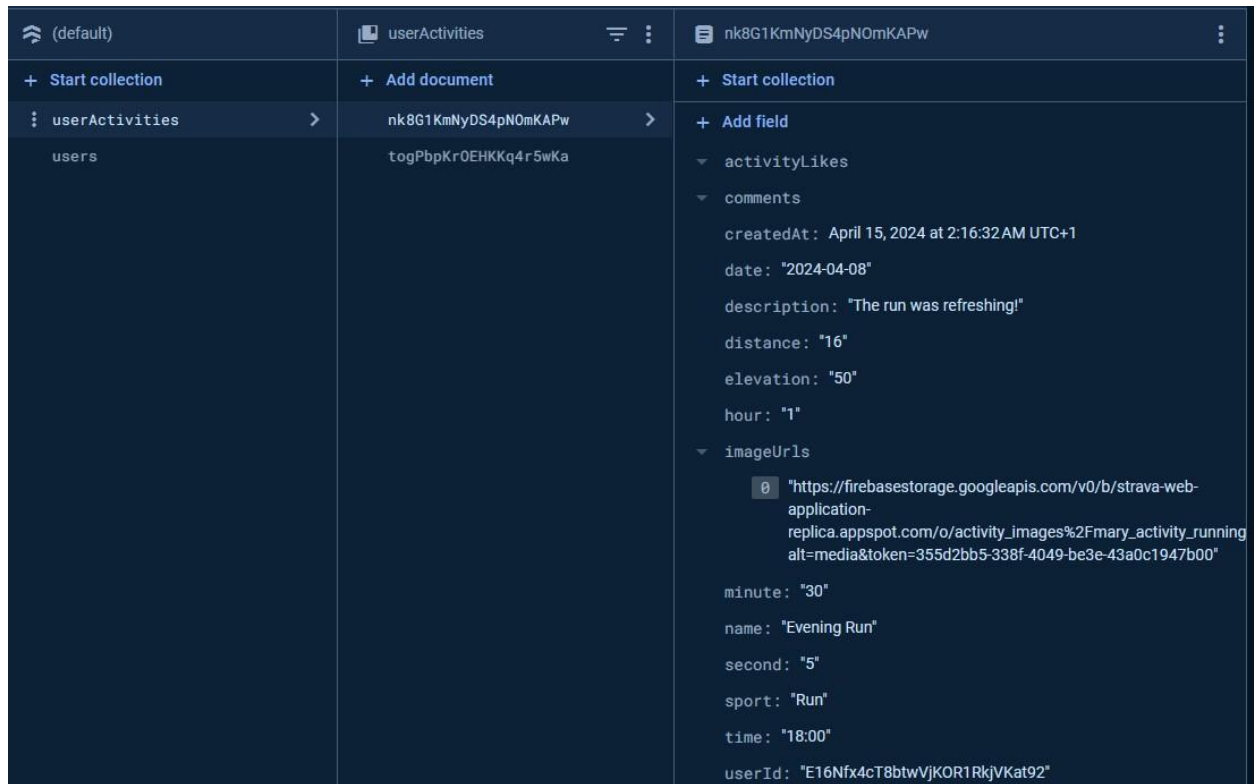 (default)
+ Start collection
userActivities
users
userActivities
+ Add document
nk8G1KmNyDS4pNOmKAPw
togPbpKrOEHKKq4r5wKa
nk8G1KmNyDS4pNOmKAPw
+ Start collection
+ Add field
activityLikes
comments
createdAt: April 15, 2024 at 2:16:32 AM UTC+1
date: "2024-04-08"
description: "The run was refreshing!"
distance: "16"
elevation: "50"
hour: "1"
imageUrls
0 "https://firebasestorage.googleapis.com/v0/b/strava-web-
application-
replica.appspot.com/o/activity_images%2Fmary_activity_running
alt=media&token=355d2bb5-338f-4049-be3e-43a0c1947b00"
minute: "30"
name: "Evening Run"
second: "5"
sport: "Run"
time: "18:00"
userId: "E16Nfx4cT8btwVjKOR1RkjVKat92"